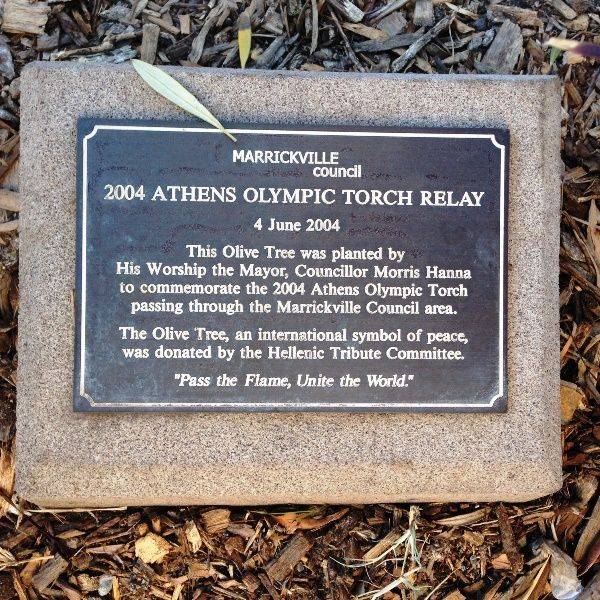 MARRICKVILLE
council
2004 ATHENS OLYMPIC TORCH RELAY
4 June 2004
This Olive Tree was planted by
His Worship the Mayor, Councillor Morris Hanna
to commemorate the 2004 Athens Olympic Torch
passing through the Marrickville Council area.
The Olive Tree, an international symbol of peace,
was donated by the Hellenic Tribute Committee.
"Pass the Flame, Unite the World."